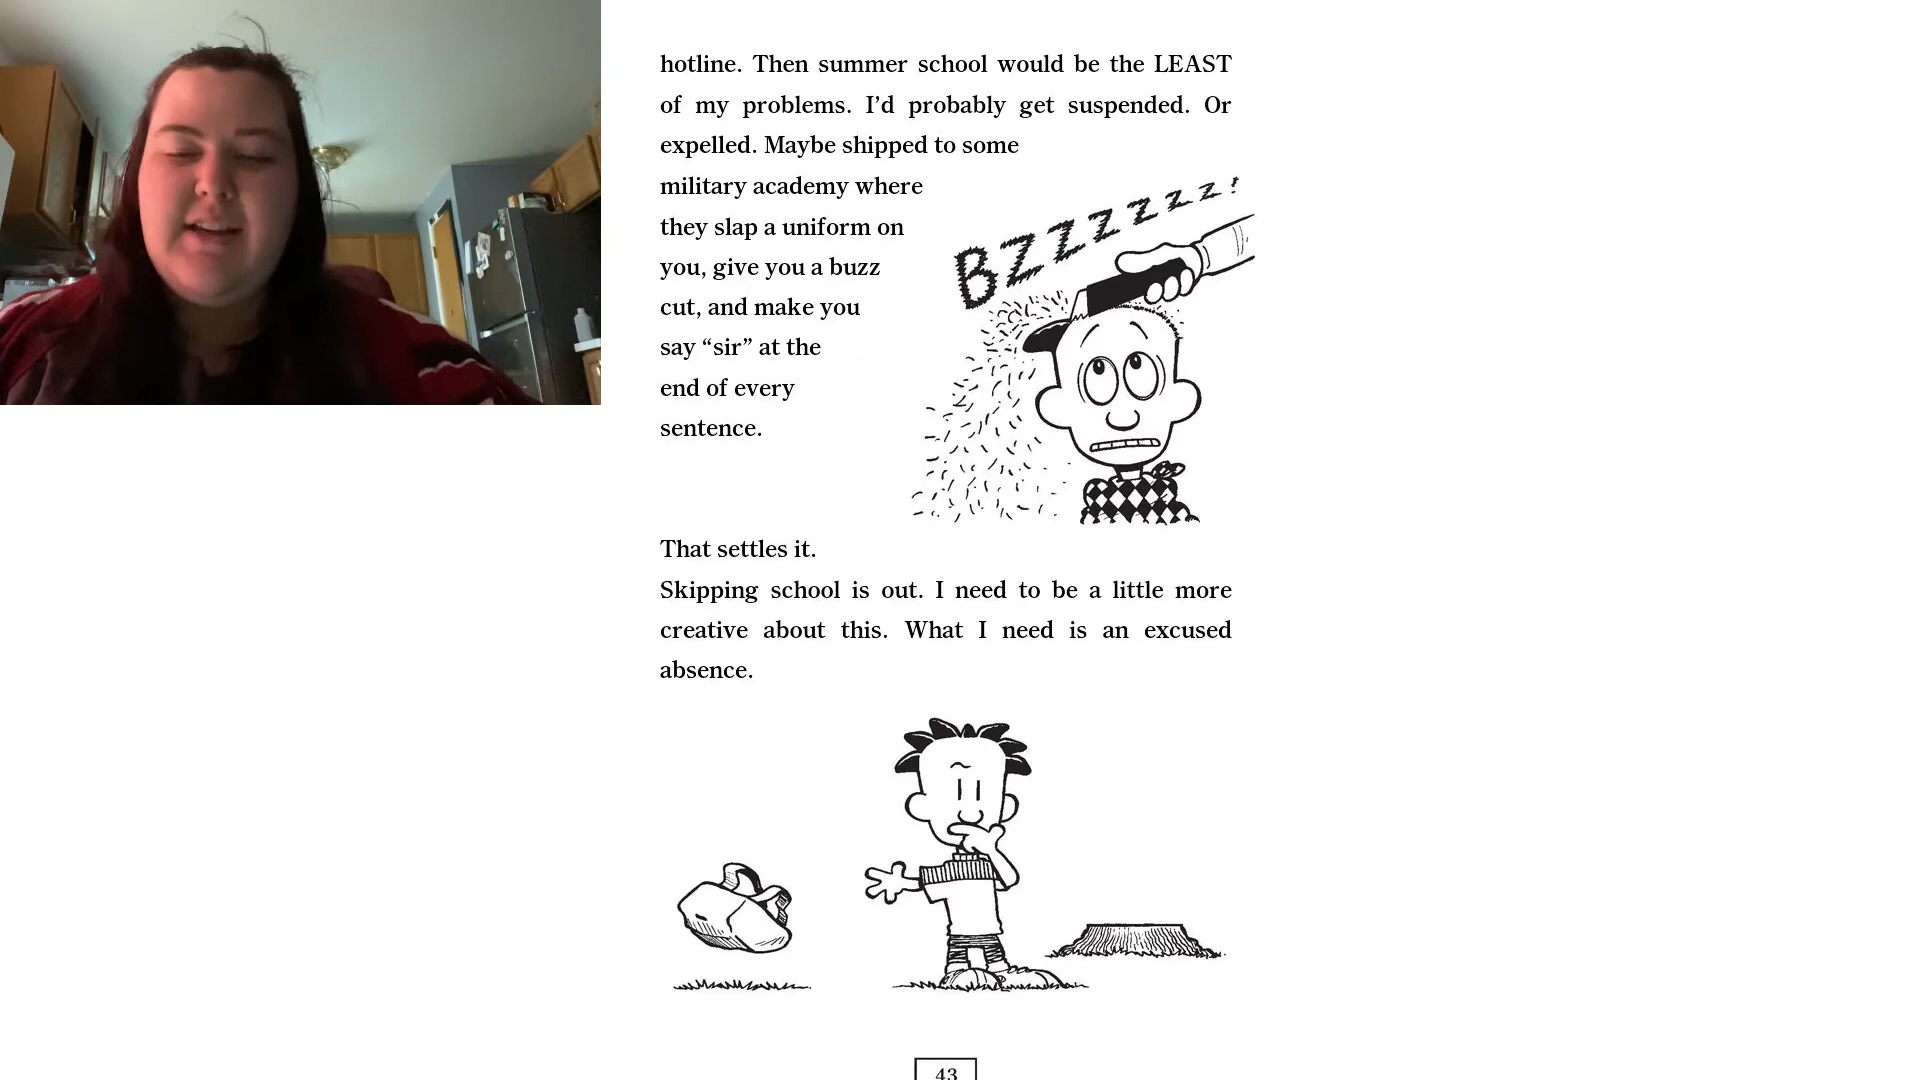 hotline. Then summer school would be the LEAST
of my problems. I’d probably get suspended. Or
expelled. Maybe shipped to some
military academy where
they slap a uniform on
you, give you a buzz
cut, and make you
say “sir” at the
end of every
sentence.
BZZZZZZZ!
That settles it.
Skipping school is out. I need to be a little more
creative about this. What I need is an excused
absence.
43